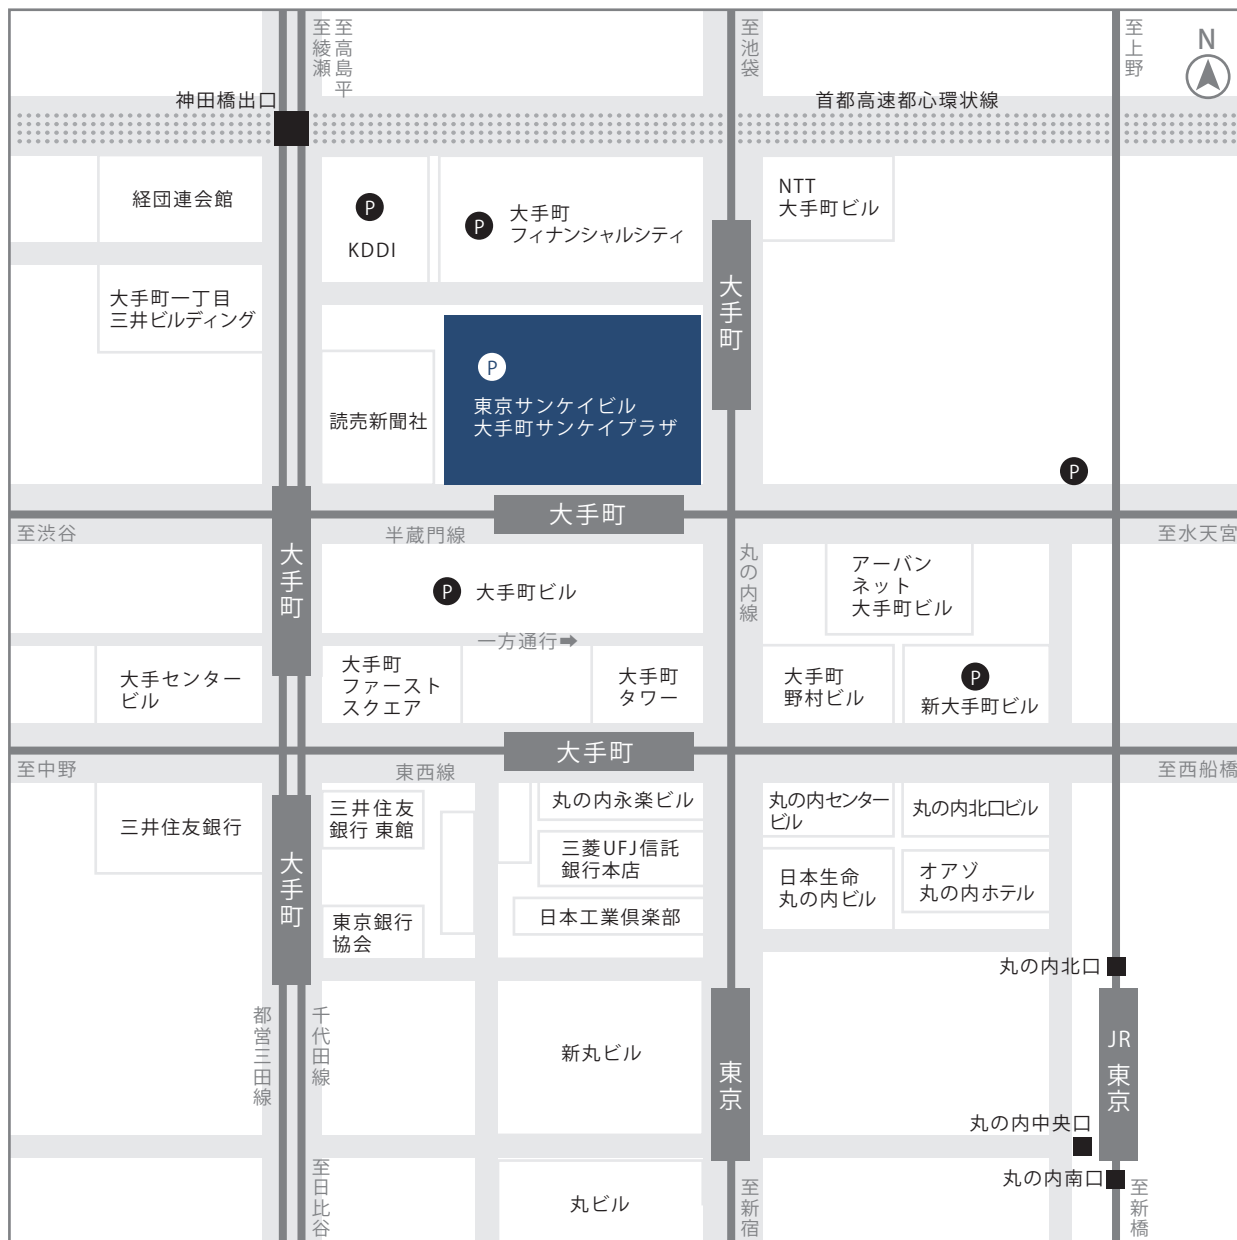 至綾瀬
至高島平
至池袋
至上野
N
神田橋出口
首都高速都心環状線
経団連会館
P
KDDI
P
大手町
フィナンシャルシティ
NTT
大手町ビル
大手町一丁目
三井ビルディング
大手町
P
東京サンケイビル
大手町サンケイプラザ
読売新聞社
P
大手町
至渋谷
半蔵門線
至水天宮
大手町
P
大手町ビル
丸の内線
アーバン
ネット
大手町ビル
一方通行➡
大手センター
ビル
大手町
ファースト
スクエア
大手町
タワー
大手町
野村ビル
P
新大手町ビル
大手町
至中野
東西線
至西船橋
三井住友銀行
三井住友
銀行 東館
丸の内永楽ビル
丸の内センター
ビル
丸の内北口ビル
大手町
三菱UFJ信託
銀行本店
日本生命
丸の内ビル
オアゾ
丸の内ホテル
東京銀行
協会
日本工業倶楽部
丸の内北口
都営三田線
千代田線
新丸ビル
東京
JR
東京
丸の内中央口
丸の内南口
至日比谷
丸ビル
至新宿
至新橋